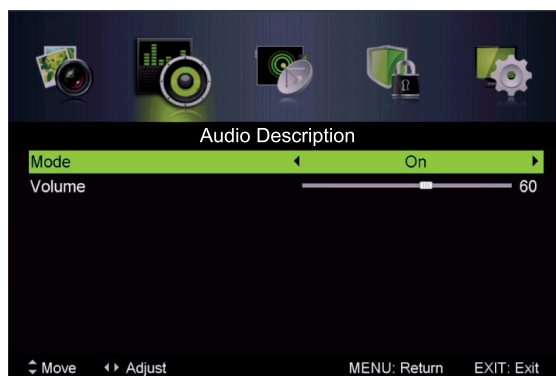 Audio Description
Mode On
Volume 60
Move Adjust MENU: Return EXIT: Exit